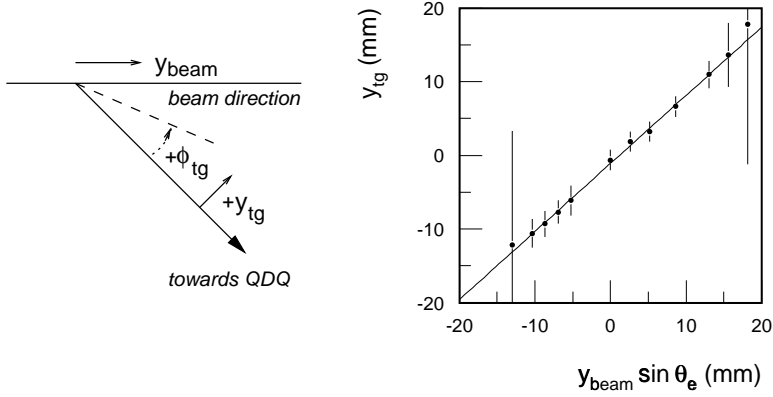 y_beam
beam direction
+ϕ_tg
+y_tg
towards QDQ
y_tg (mm)
20
10
0
-10
-20
-20 -10 0 10 20
y_beam sin θ_e (mm)